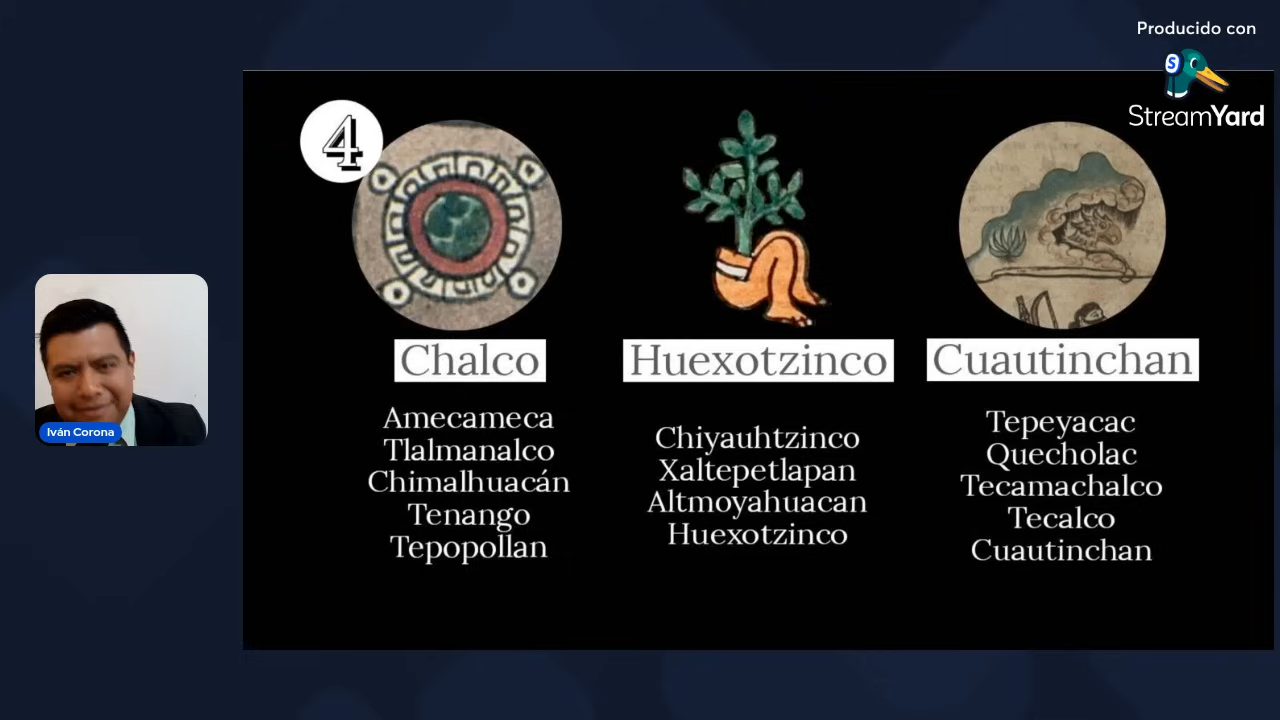 Producido con
StreamYard
4
Chalco
Amecameca
Tlalmanalco
Chimalhuacán
Tenango
Tepopollan
Huexotzinco
Chiyauhtzinco
Xaltepetlapan
Altmoyahuacan
Huexotzinco
Cuautinchan
Tepeyacac
Quecholac
Tecamachalco
Tecalco
Cuautinchan
Iván Corona